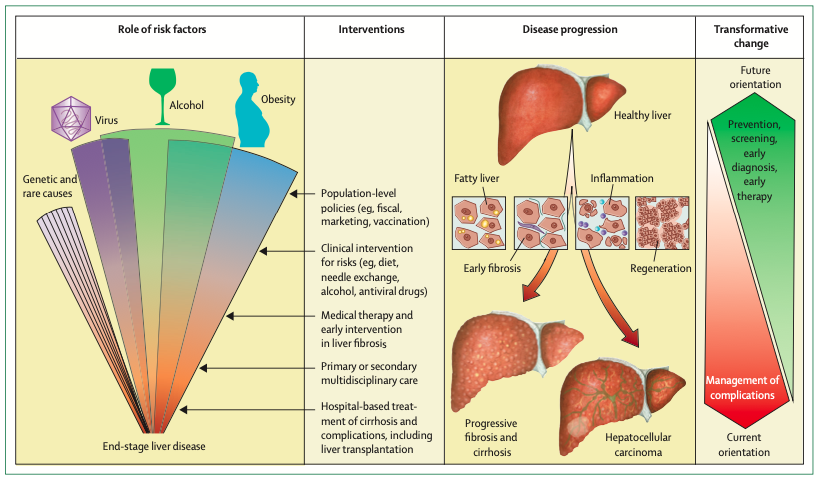 Role of risk factors
Interventions
Disease progression
Transformative
change
Virus
Alcohol
Obesity
Genetic and
rare causes
End-stage liver disease
Population-level
policies (eg, fiscal,
marketing, vaccination)
Clinical intervention
for risks (eg, diet,
needle exchange,
alcohol, antiviral drugs)
Medical therapy and
early intervention
in liver fibrosis
Primary or secondary
multidisciplinary care
Hospital-based treat-
ment of cirrhosis and
complications, including
liver transplantation
Healthy liver
Fatty liver
Inflammation
Early fibrosis
Regeneration
Progressive
fibrosis and
cirrhosis
Hepatocellular
carcinoma
Future
orientation
Prevention,
screening,
early
diagnosis,
early
therapy
Management of
complications
Current
orientation